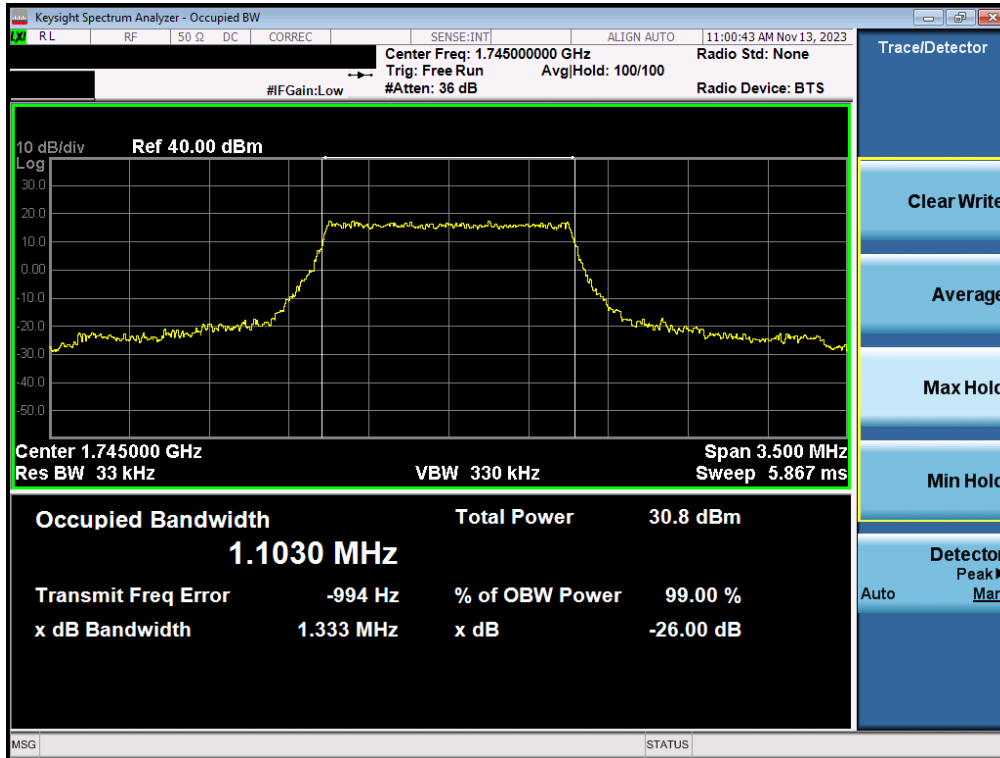 Keysight Spectrum Analyzer - Occupied BW
LXI RL RF 50 Ω DC CORREC SENSE:INT ALIGN AUTO 11:00:43 AM Nov 13, 2023
Center Freq: 1.745000000 GHz Radio Std: None
Trig: Free Run Avg|Hold: 100/100
#IFGain:Low #Atten: 36 dB Radio Device: BTS
Trace/Detector
10 dB/div Ref 40.00 dBm
Log
30.0
20.0
10.0
0.00
-10.0
-20.0
-30.0
-40.0
-50.0
Center 1.745000 GHz Span 3.500 MHz
Res BW 33 kHz VBW 330 kHz Sweep 5.867 ms
Occupied Bandwidth Total Power 30.8 dBm
1.1030 MHz
Transmit Freq Error -994 Hz % of OBW Power 99.00 %
x dB Bandwidth 1.333 MHz x dB -26.00 dB
Clear Write
Average
Max Hold
Min Hold
Detector
Peak
Auto Man
MSG STATUS